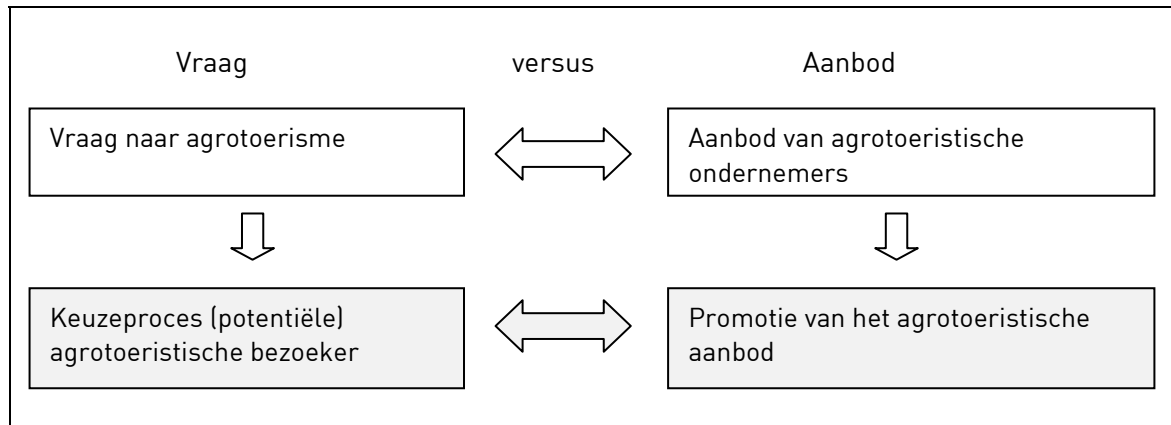 Vraag versus Aanbod
Vraag naar agrotoerisme
Aanbod van agrotoeristische
ondernemers
Keuzeproces (potentiële)
agrotoeristische bezoeker
Promotie van het agrotoeristische
aanbod